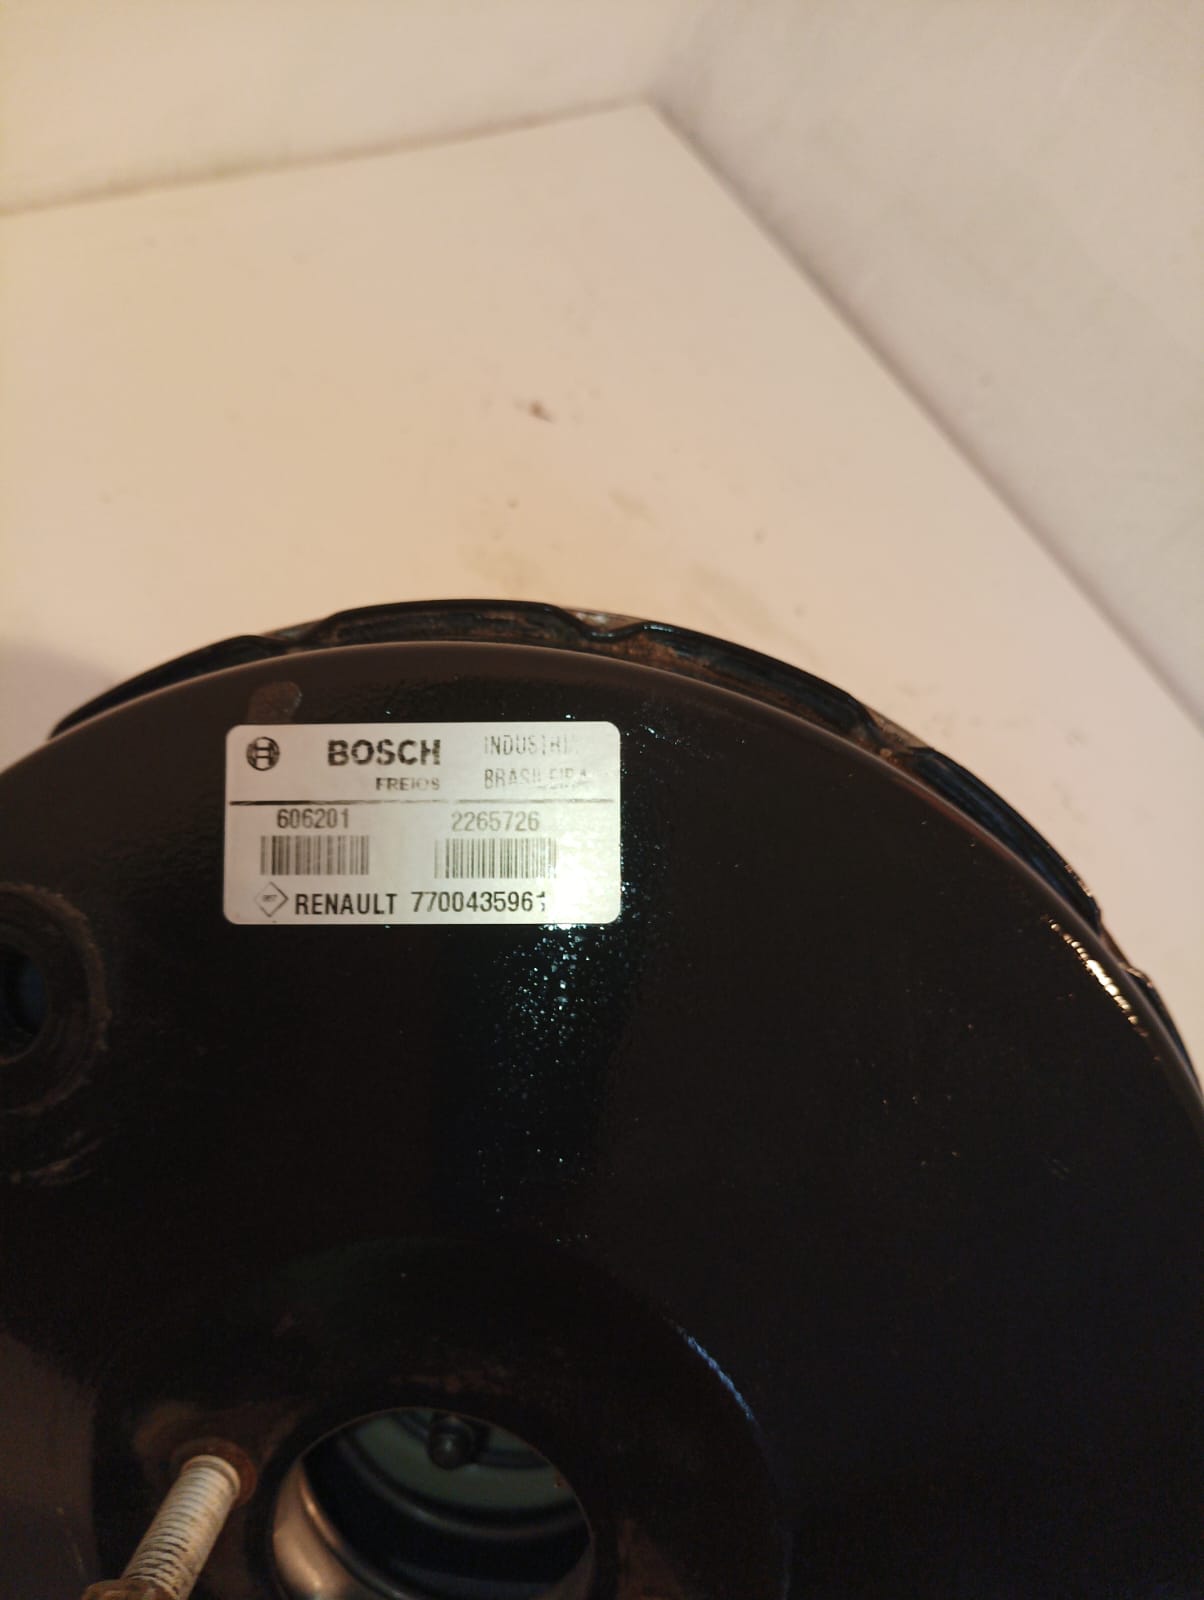 BOSCH INDUSTRIA
FREIOS BRASILEIRA
606201 2265726
RENAULT 7700435961